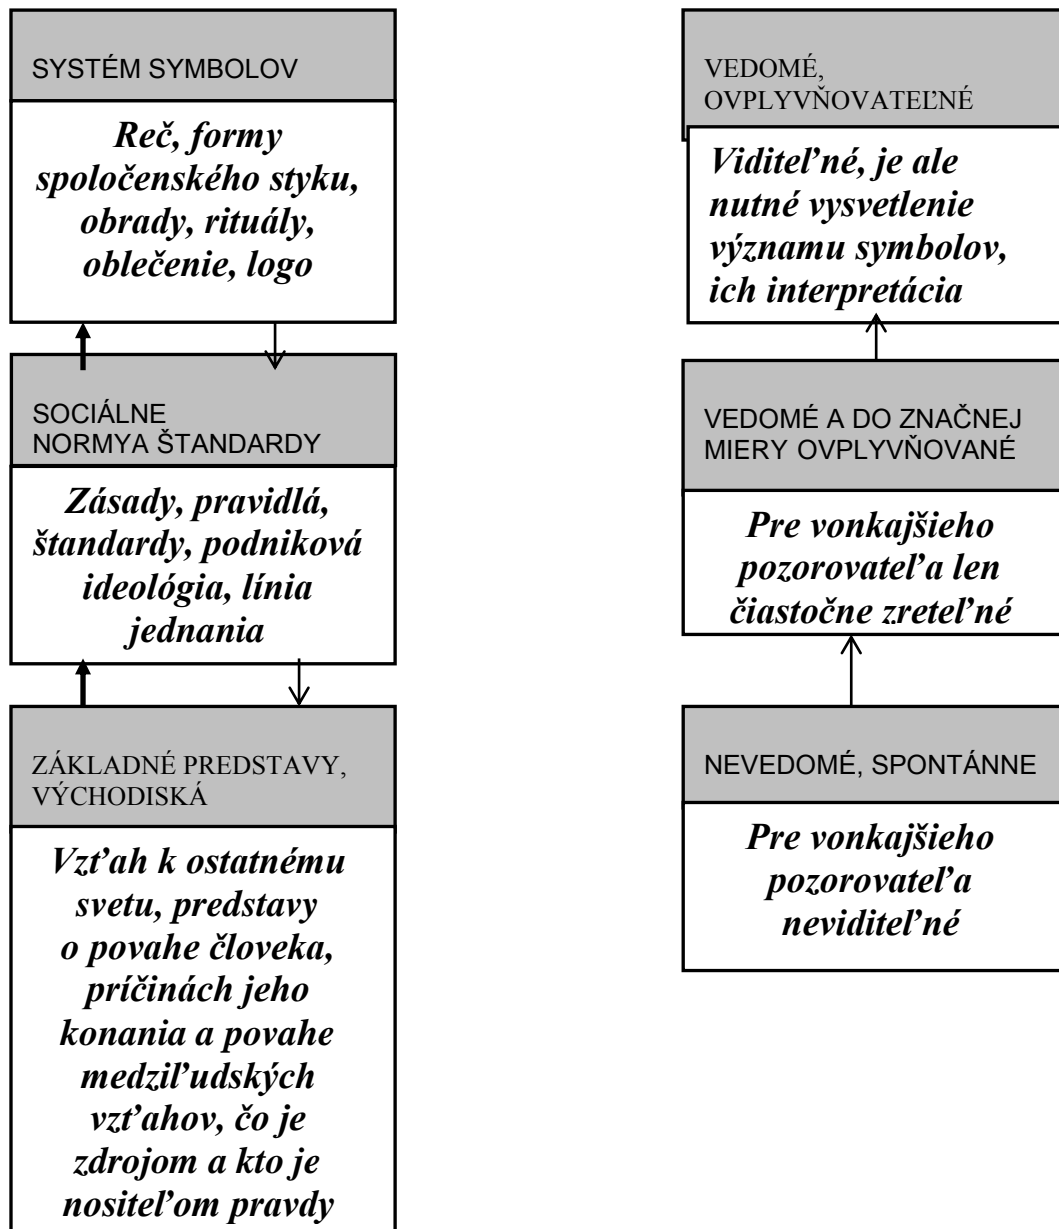 SYSTÉM SYMBOLOV
Reč, formy
spoločenského styku,
obrady, rituály,
oblečenie, logo
VEDOMÉ,
OVPLYVŇOVATEĽNÉ
Viditeľné, je ale
nutné vysvetlenie
významu symbolov,
ich interpretácia
SOCIÁLNE
NORMYA ŠTANDARDY
Zásady, pravidlá,
štandardy, podniková
ideológia, línia
jednania
VEDOMÉ A DO ZNAČNEJ
MIERY OVPLYVŇOVANÉ
Pre vonkajšieho
pozorovateľa len
čiastočne zreteľné
ZÁKLADNÉ PREDSTAVY,
VÝCHODISKÁ
Vzťah k ostatnému
svetu, predstavy
o povahe človeka,
príčinách jeho
konania a povahe
medziľudských
vzťahov, čo je
zdrojom a kto je
nositeľom pravdy
NEVEDOMÉ, SPONTÁNNE
Pre vonkajšieho
pozorovateľa
neviditeľné